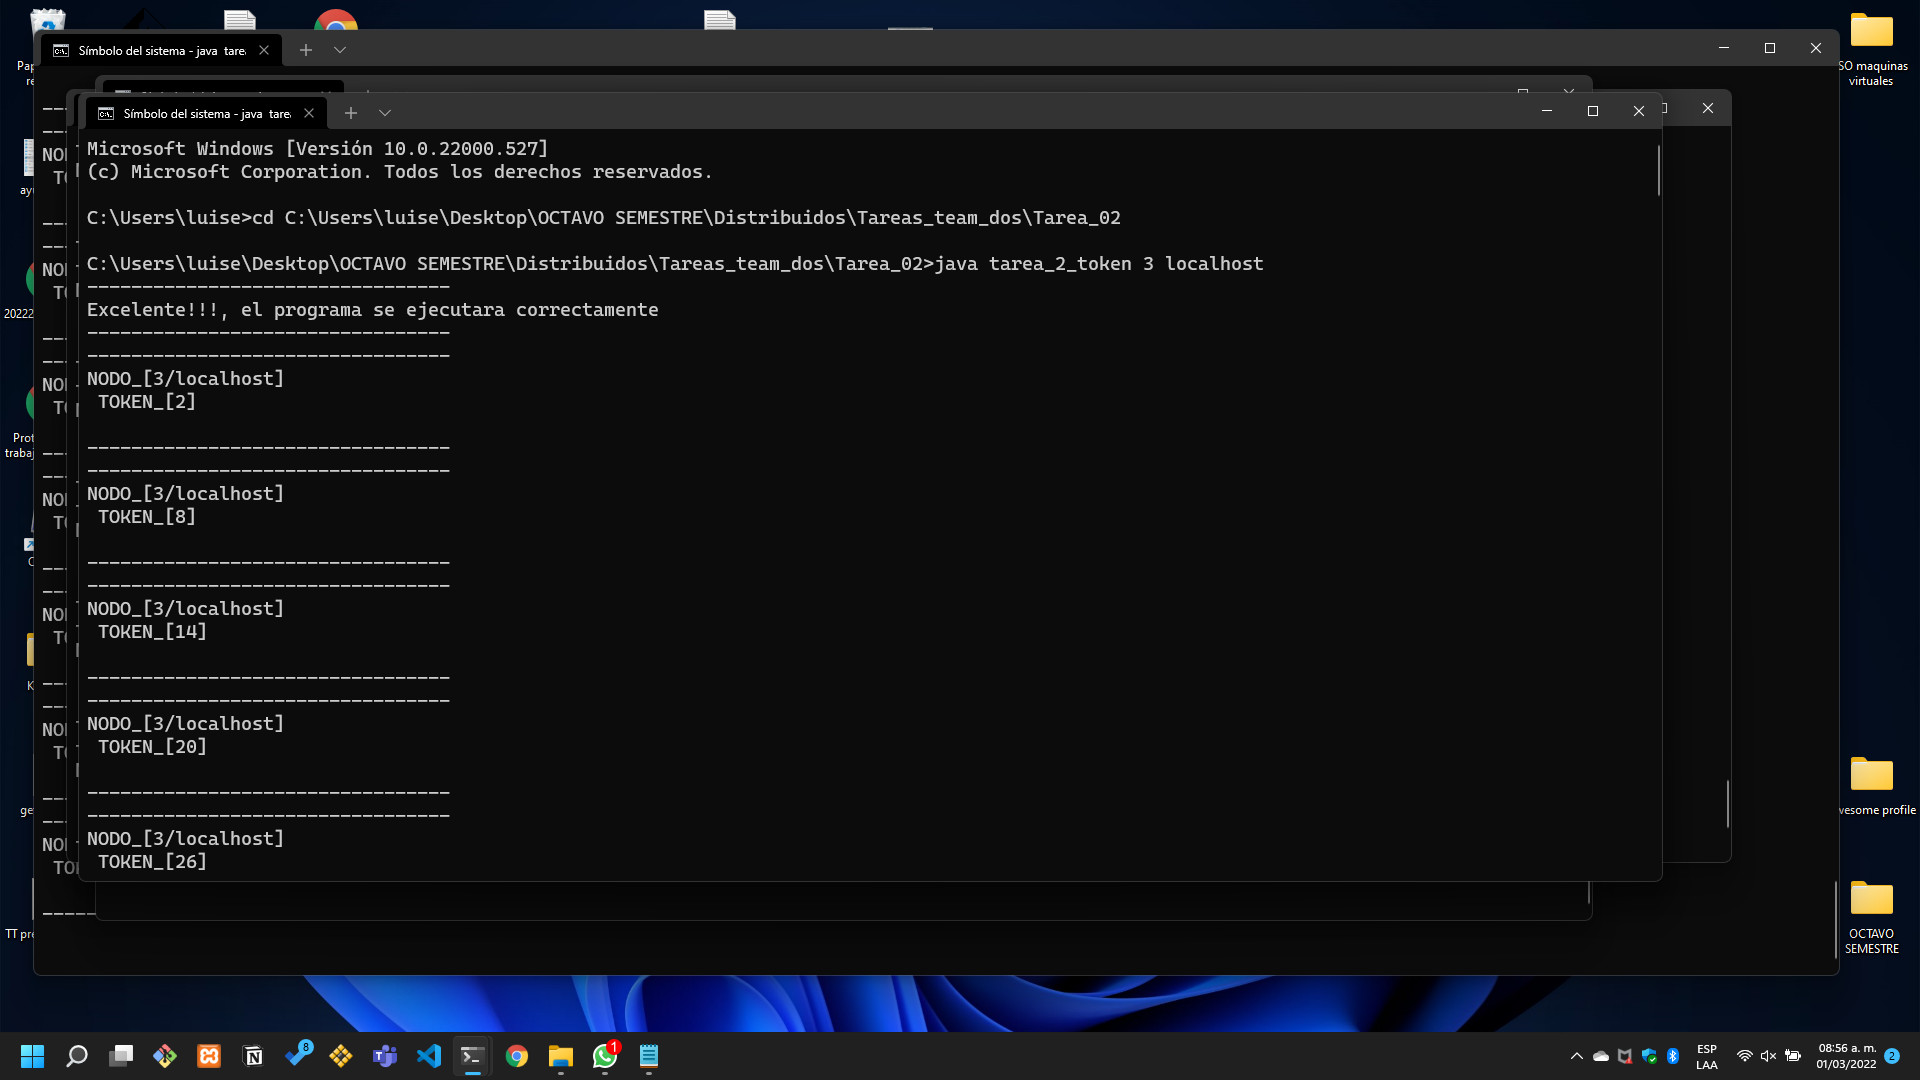 Símbolo del sistema - java tare
SO maquinas
virtuales
Símbolo del sistema - java tare
Microsoft Windows [Versión 10.0.22000.527]
(c) Microsoft Corporation. Todos los derechos reservados.
C:\Users\luise>cd C:\Users\luise\Desktop\OCTAVO SEMESTRE\Distribuidos\Tareas_team_dos\Tarea_02
C:\Users\luise\Desktop\OCTAVO SEMESTRE\Distribuidos\Tareas_team_dos\Tarea_02>java tarea_2_token 3 localhost
---------------------------------
Excelente!!!, el programa se ejecutara correctamente
---------------------------------
---------------------------------
NODO_[3/localhost]
TOKEN_[2]
---------------------------------
---------------------------------
NODO_[3/localhost]
TOKEN_[8]
---------------------------------
---------------------------------
NODO_[3/localhost]
TOKEN_[14]
---------------------------------
---------------------------------
NODO_[3/localhost]
TOKEN_[20]
---------------------------------
---------------------------------
NODO_[3/localhost]
TOKEN_[26]
vesome profile
OCTAVO
SEMESTRE
8
1
ESP
LAA
08:56 a. m.
01/03/2022
2